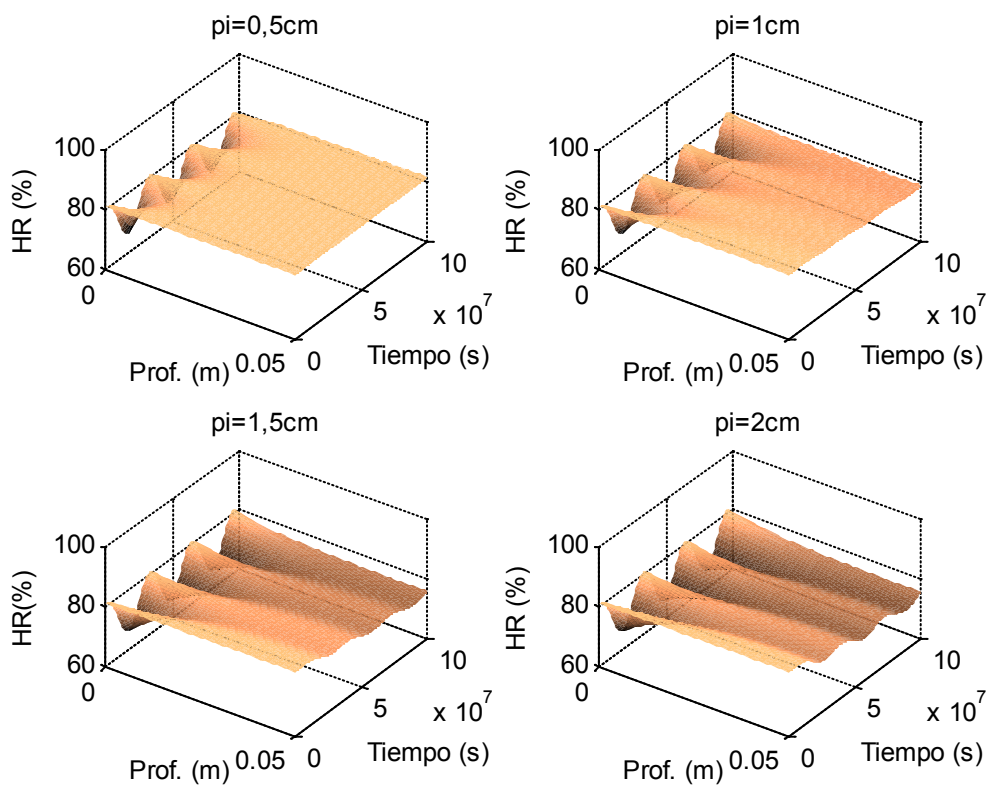 pi=0,5cm
100
80
60
HR (%)
0
0.05
Prof. (m)
0
5
10
x 10^7
Tiempo (s)
pi=1cm
100
80
60
HR (%)
0
0.05
Prof. (m)
0
5
10
x 10^7
Tiempo (s)
pi=1,5cm
100
80
60
HR(%)
0
0.05
Prof. (m)
0
5
10
x 10^7
Tiempo (s)
pi=2cm
100
80
60
HR (%)
0
0.05
Prof. (m)
0
5
10
x 10^7
Tiempo (s)